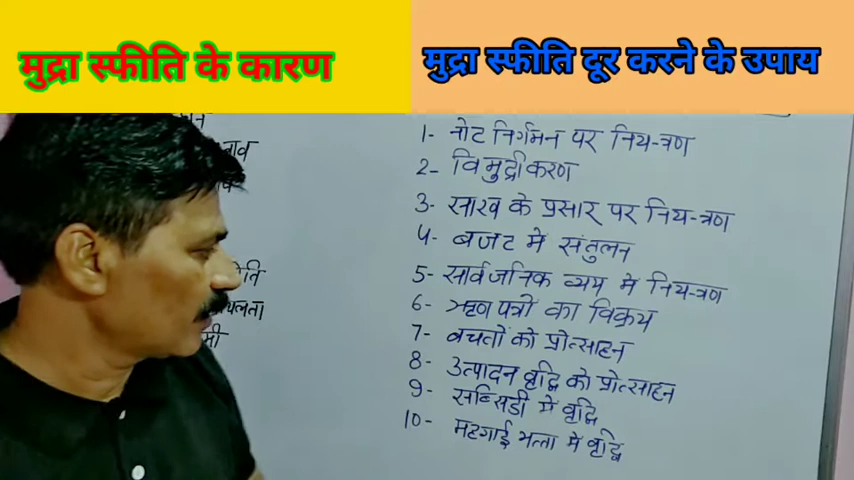 मुद्रा स्फीति के कारण
मुद्रा स्फीति दूर करने के उपाय
1- नोट निर्गमन पर नियन्त्रण
2- विमुद्रीकरण
3- साख के प्रसार पर नियन्त्रण
4- बजट मे संतुलन
5- सार्वजनिक व्यय मे नियन्त्रण
6- ऋण पत्रों का विक्रय
7- बचतों को प्रोत्साहन
8- उत्पादन वृद्धि को प्रोत्साहन
9- सब्सिडी मे वृद्धि
10- महगाई भत्ता मे वृद्धि